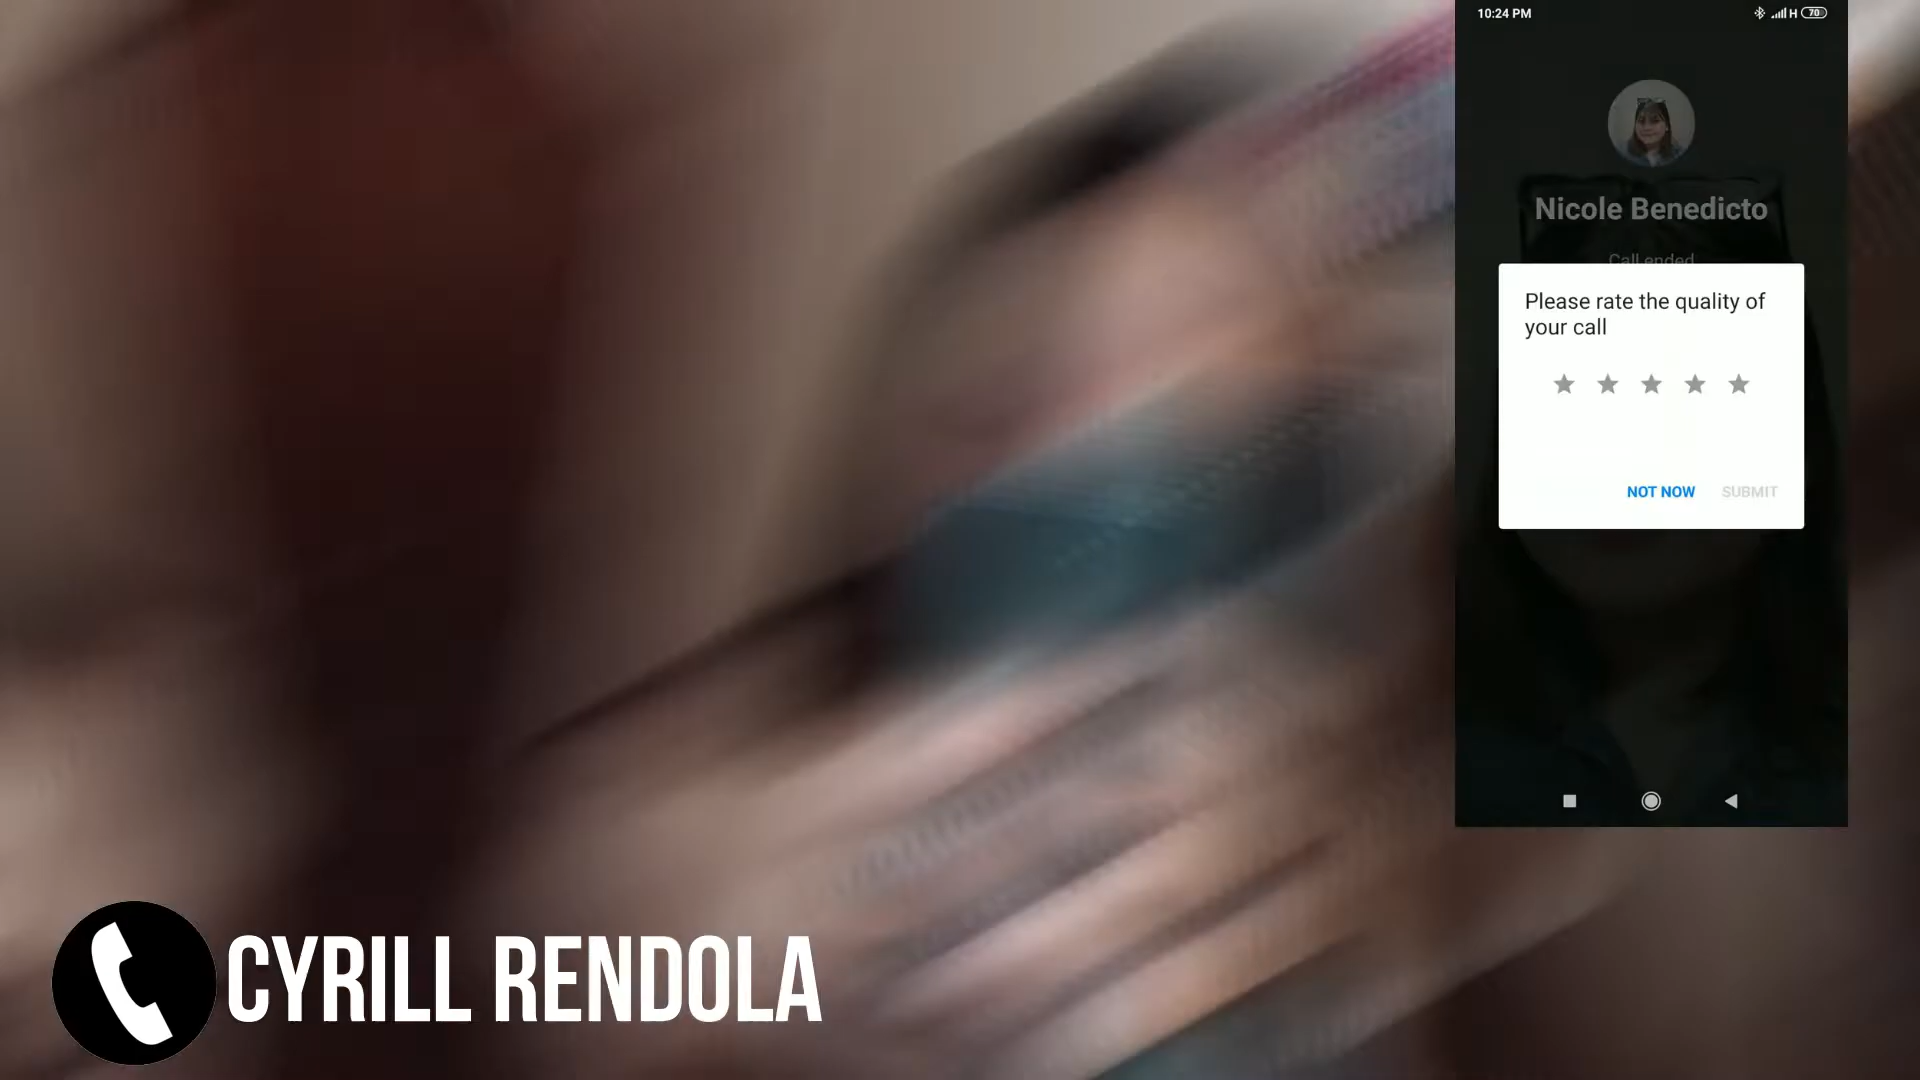 10:24 PM
H 70
Nicole Benedicto
Call ended
Please rate the quality of
your call
NOT NOW SUBMIT
CYRILL RENDOLA